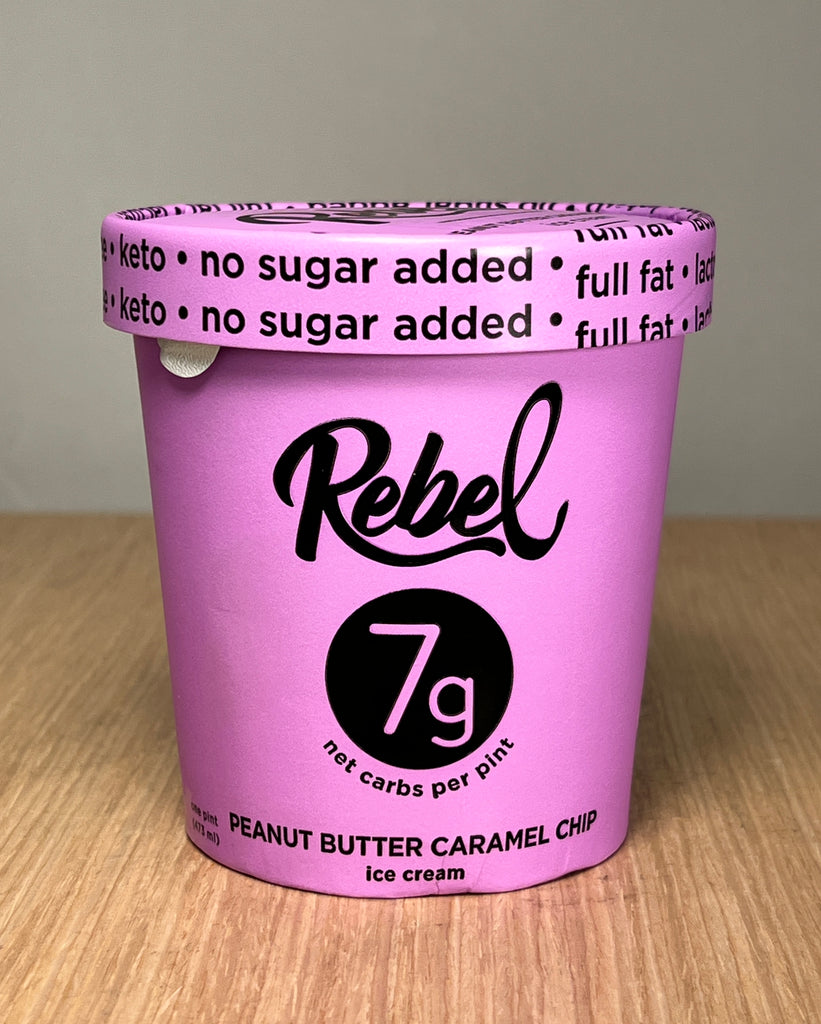 keto • no sugar added • full fat •
keto • no sugar added • full fat •
Rebel
7g
net carbs per pint
one pint
(473 ml)
PEANUT BUTTER CARAMEL CHIP
ice cream